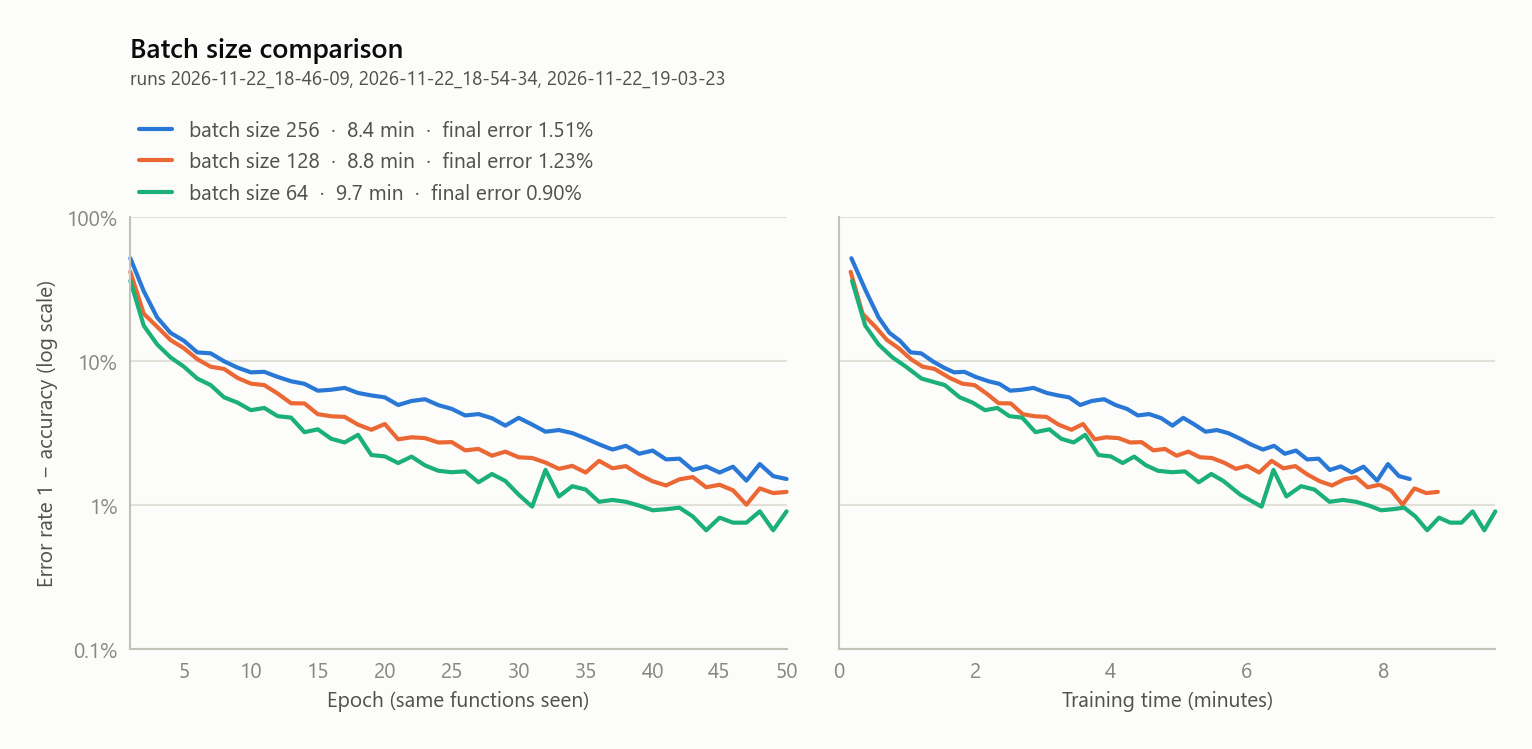 Batch size comparison
runs 2026-11-22_18-46-09, 2026-11-22_18-54-34, 2026-11-22_19-03-23
batch size 256 · 8.4 min · final error 1.51%
batch size 128 · 8.8 min · final error 1.23%
batch size 64 · 9.7 min · final error 0.90%
Error rate 1 − accuracy (log scale)
100%
10%
1%
0.1%
5 10 15 20 25 30 35 40 45 50
Epoch (same functions seen)
0 2 4 6 8
Training time (minutes)